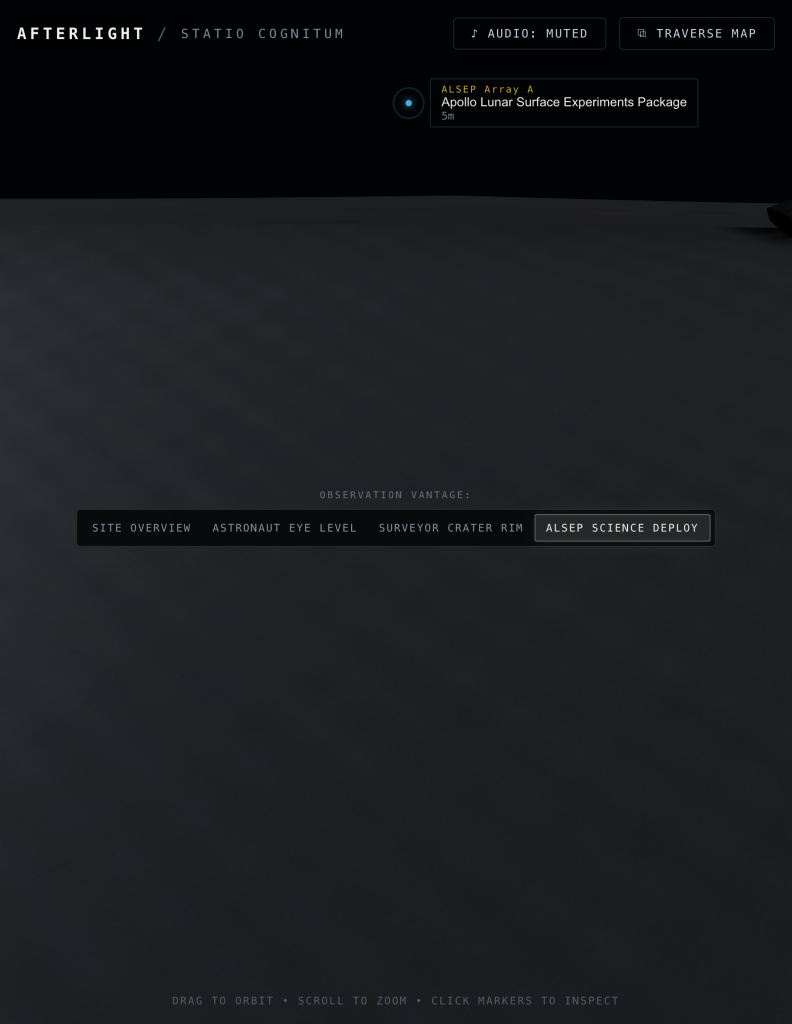 AFTERLIGHT / STATIO COGNITUM
♪ AUDIO: MUTED
TRAVERSE MAP
ALSEP Array A
Apollo Lunar Surface Experiments Package
5m
OBSERVATION VANTAGE:
SITE OVERVIEW ASTRONAUT EYE LEVEL SURVEYOR CRATER RIM ALSEP SCIENCE DEPLOY
DRAG TO ORBIT • SCROLL TO ZOOM • CLICK MARKERS TO INSPECT